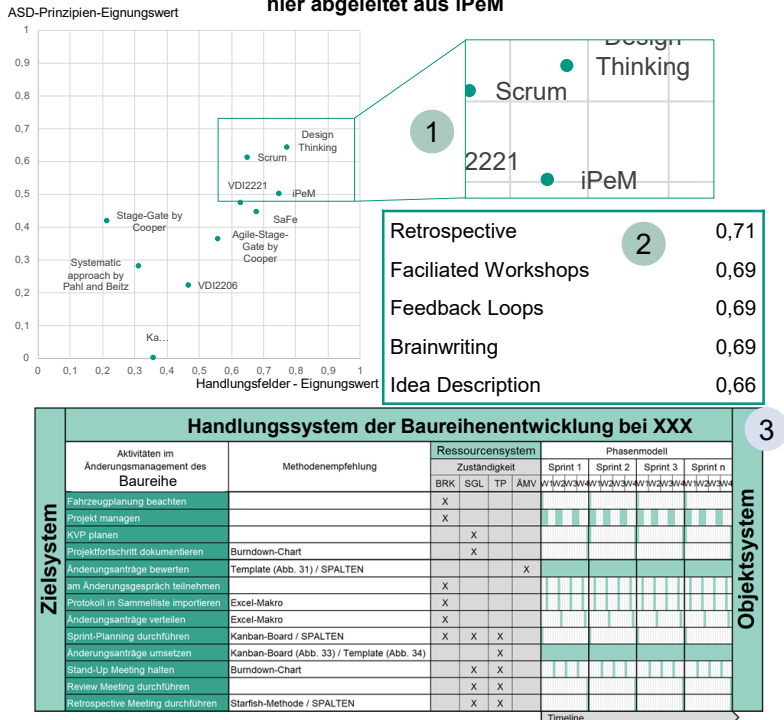 hier abgeleitet aus iPeM
ASD-Prinzipien-Eignungswert
1
0,9
0,8
0,7
0,6
0,5
0,4
0,3
0,2
0,1
0
0
0,1
0,2
0,3
0,4
0,5
0,6
0,7
0,8
0,9
1
Handlungsfelder - Eignungswert
Design
Thinking
Scrum
VDI2221
iPeM
SaFe
Stage-Gate by
Cooper
Agile-Stage-
Gate by
Cooper
Systematic
approach by
Pahl and Beitz
VDI2206
Ka...
1
Design
Thinking
Scrum
2221
iPeM
2
Retrospective 0,71
Faciliated Workshops 0,69
Feedback Loops 0,69
Brainwriting 0,69
Idea Description 0,66
3
Zielsystem
Handlungssystem der Baureihenentwicklung bei XXX
Objektsystem
Aktivitäten im
Änderungsmanagement des
Baureihe
Methodenempfehlung
Ressourcensystem
Zuständigkeit
BRK SGL TP ÄMV
Phasenmodell
Sprint 1 Sprint 2 Sprint 3 Sprint n
W1W2W3W4W1W2W3W4W1W2W3W4W1W2W3W4
Fahrzeugplanung beachten X
Projekt managen X
KVP planen X
Projektfortschritt dokumentieren Burndown-Chart X
Änderungsanträge bewerten Template (Abb. 31) / SPALTEN X
am Änderungsgespräch teilnehmen X
Protokoll in Sammelliste importieren Excel-Makro X
Änderungsanträge verteilen Excel-Makro X
Sprint-Planning durchführen Kanban-Board / SPALTEN X X X
Änderungsanträge umsetzen Kanban-Board (Abb. 33) / Template (Abb. 34) X
Stand-Up Meeting halten Burndown-Chart X X
Review Meeting durchführen X X
Retrospective Meeting durchführen Starfish-Methode / SPALTEN X X
Timeline